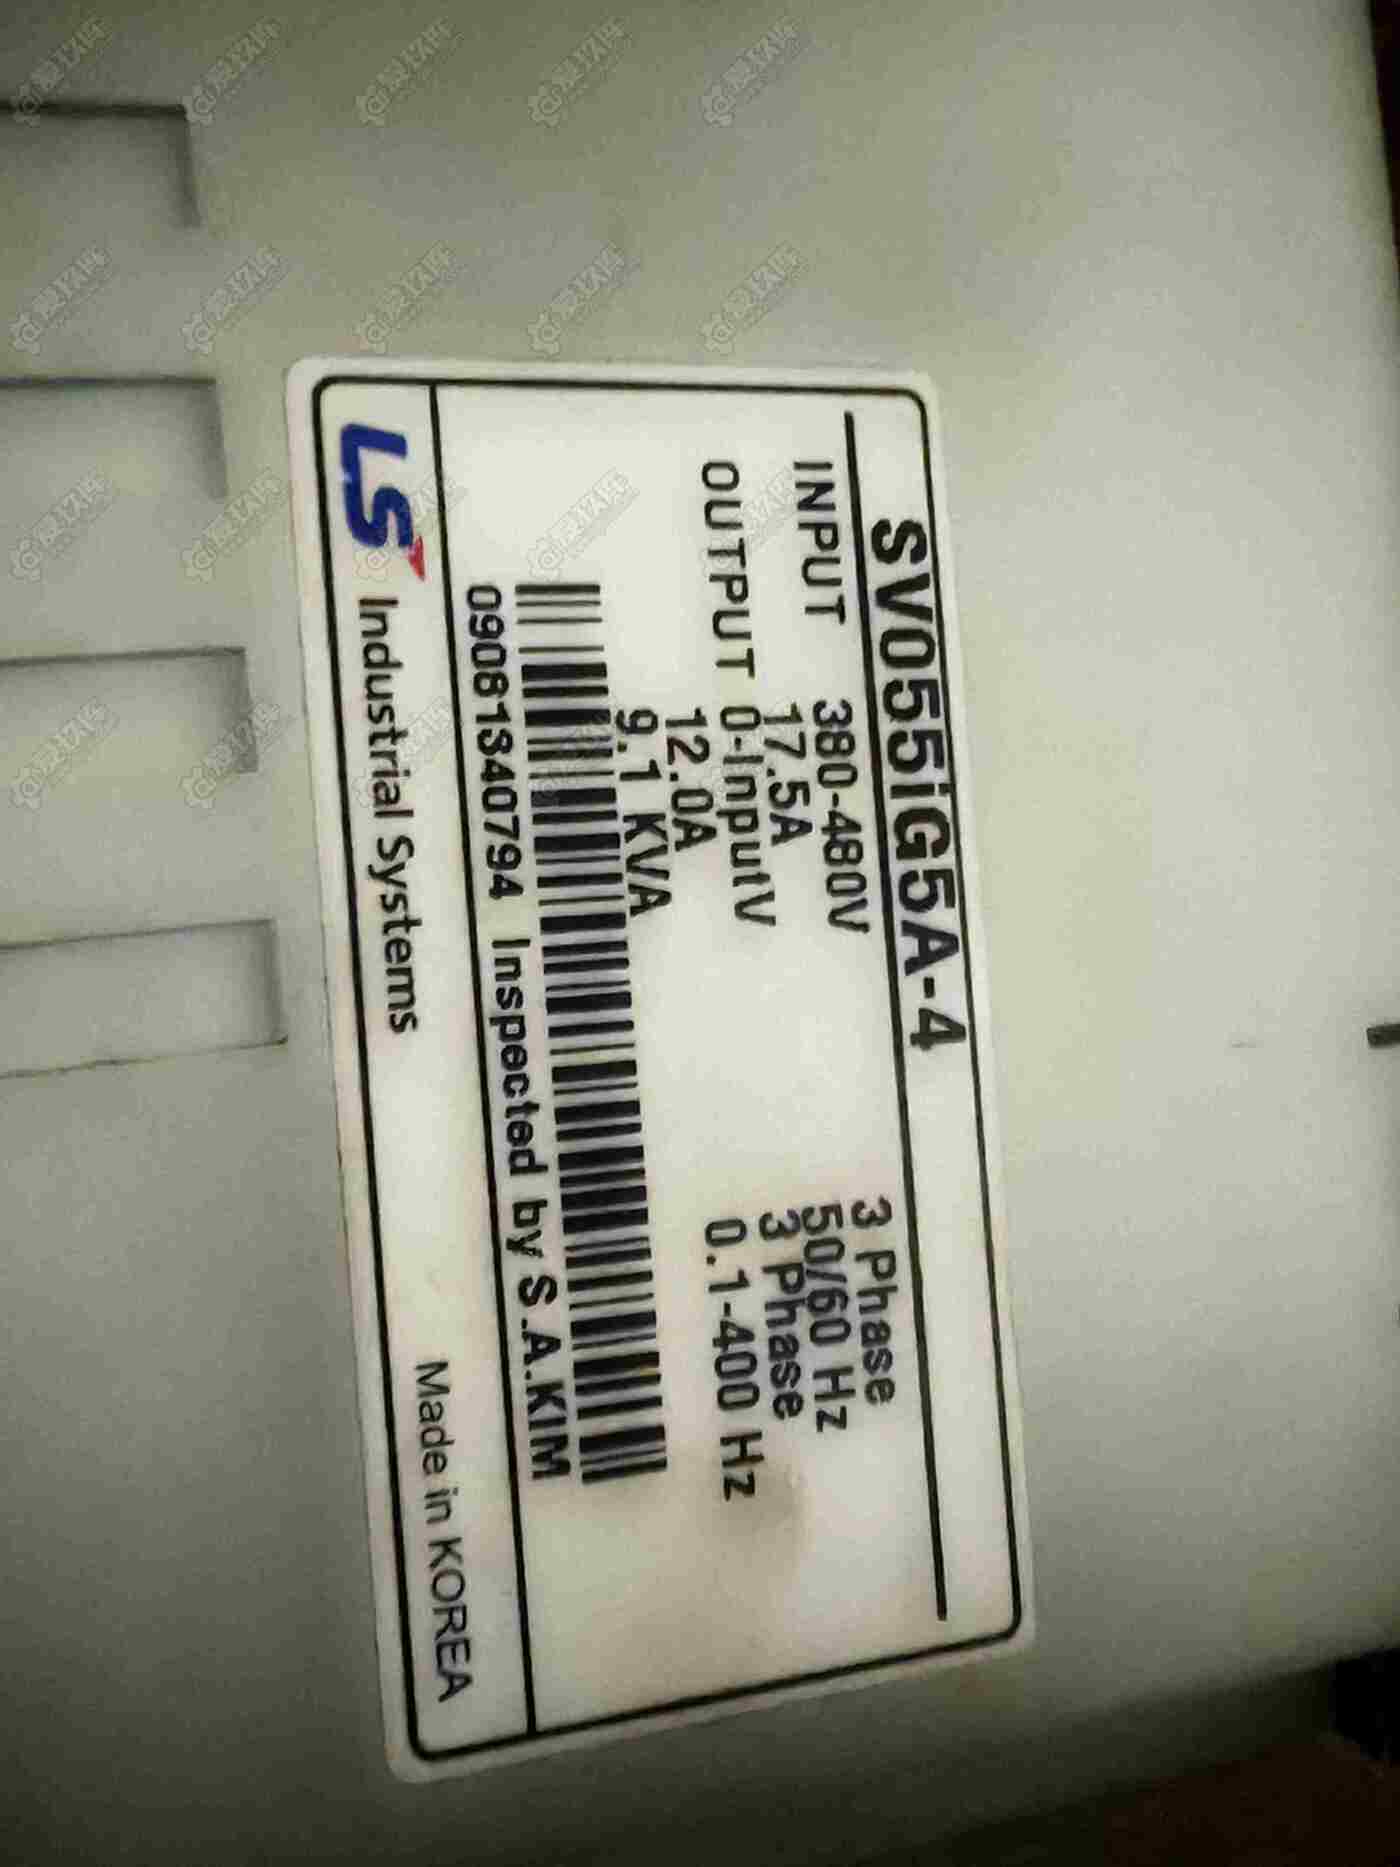 SV055iG5A-4
INPUT 380-480V 3 Phase
17.5A 50/60 Hz
OUTPUT 0-InputV 3 Phase
12.0A 0.1-400 Hz
9.1 KVA
09081340794 Inspected by S.A.KIM
LS Industrial Systems Made in KOREA